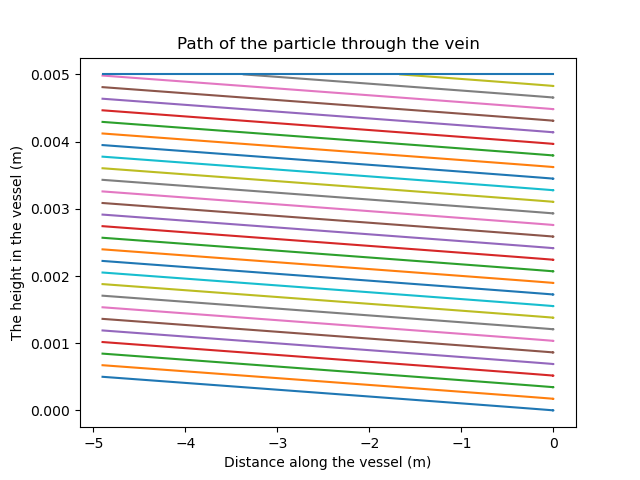 Path of the particle through the vein
0.005
0.004
0.003
0.002
0.001
0.000
The height in the vessel (m)
−5 −4 −3 −2 −1 0
Distance along the vessel (m)